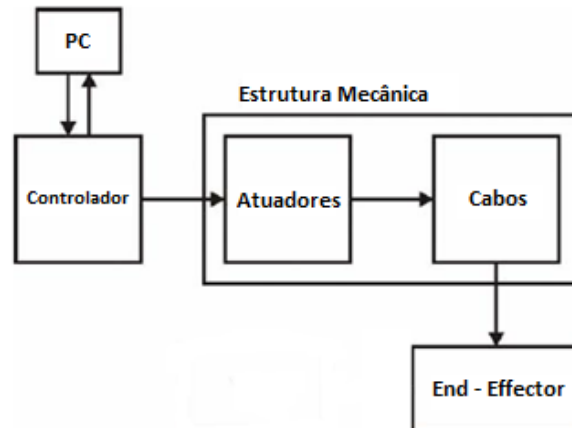 PC
Estrutura Mecânica
Controlador
Atuadores
Cabos
End - Effector